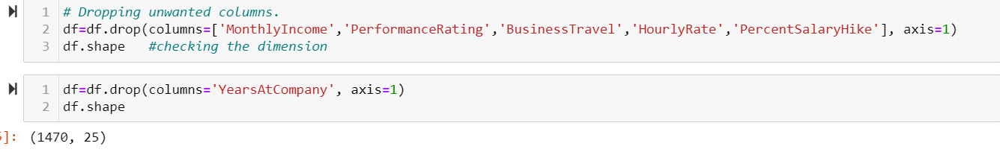 1 # Dropping unwanted columns.
2 df=df.drop(columns=['MonthlyIncome','PerformanceRating','BusinessTravel','HourlyRate','PercentSalaryHike'], axis=1)
3 df.shape   #checking the dimension
1 df=df.drop(columns='YearsAtCompany', axis=1)
2 df.shape
]: (1470, 25)